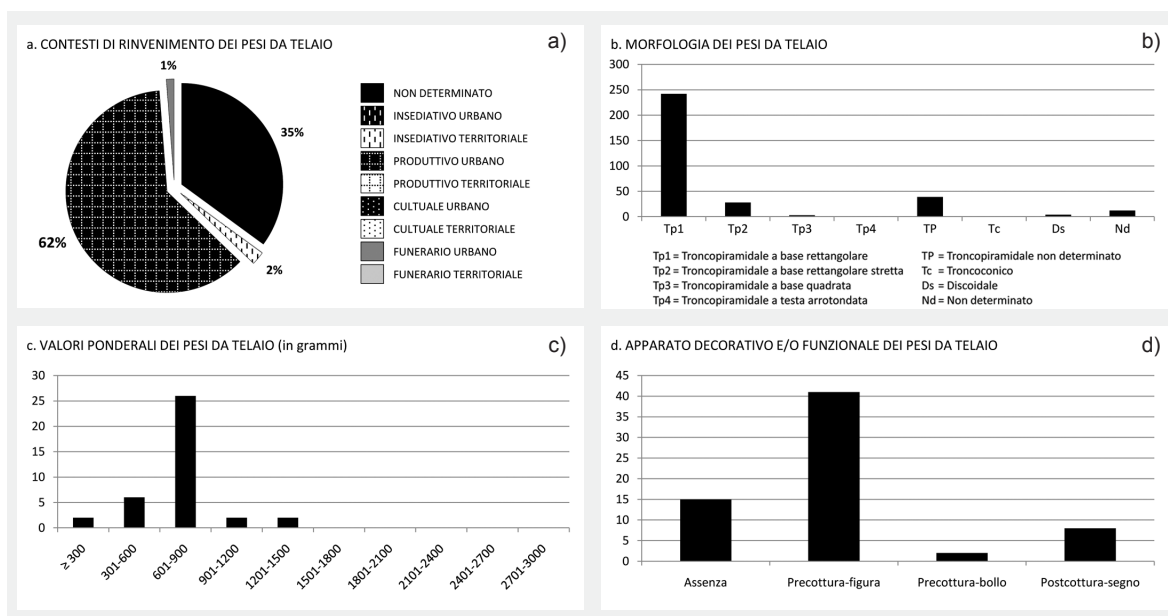 a. CONTESTI DI RINVENIMENTO DEI PESI DA TELAIO
a)
1%
35%
62%
2%
NON DETERMINATO
INSEDIATIVO URBANO
INSEDIATIVO TERRITORIALE
PRODUTTIVO URBANO
PRODUTTIVO TERRITORIALE
CULTUALE URBANO
CULTUALE TERRITORIALE
FUNERARIO URBANO
FUNERARIO TERRITORIALE
b. MORFOLOGIA DEI PESI DA TELAIO
b)
300
250
200
150
100
50
0
Tp1 Tp2 Tp3 Tp4 TP Tc Ds Nd
Tp1 = Troncopiramidale a base rettangolare
Tp2 = Troncopiramidale a base rettangolare stretta
Tp3 = Troncopiramidale a base quadrata
Tp4 = Troncopiramidale a testa arrotondata
TP = Troncopiramidale non determinato
Tc = Troncoconico
Ds = Discoidale
Nd = Non determinato
c. VALORI PONDERALI DEI PESI DA TELAIO (in grammi)
c)
30
25
20
15
10
5
0
≥ 300 301-600 601-900 901-1200 1201-1500 1501-1800 1801-2100 2101-2400 2401-2700 2701-3000
d. APPARATO DECORATIVO E/O FUNZIONALE DEI PESI DA TELAIO
d)
45
40
35
30
25
20
15
10
5
0
Assenza Precottura-figura Precottura-bollo Postcottura-segno